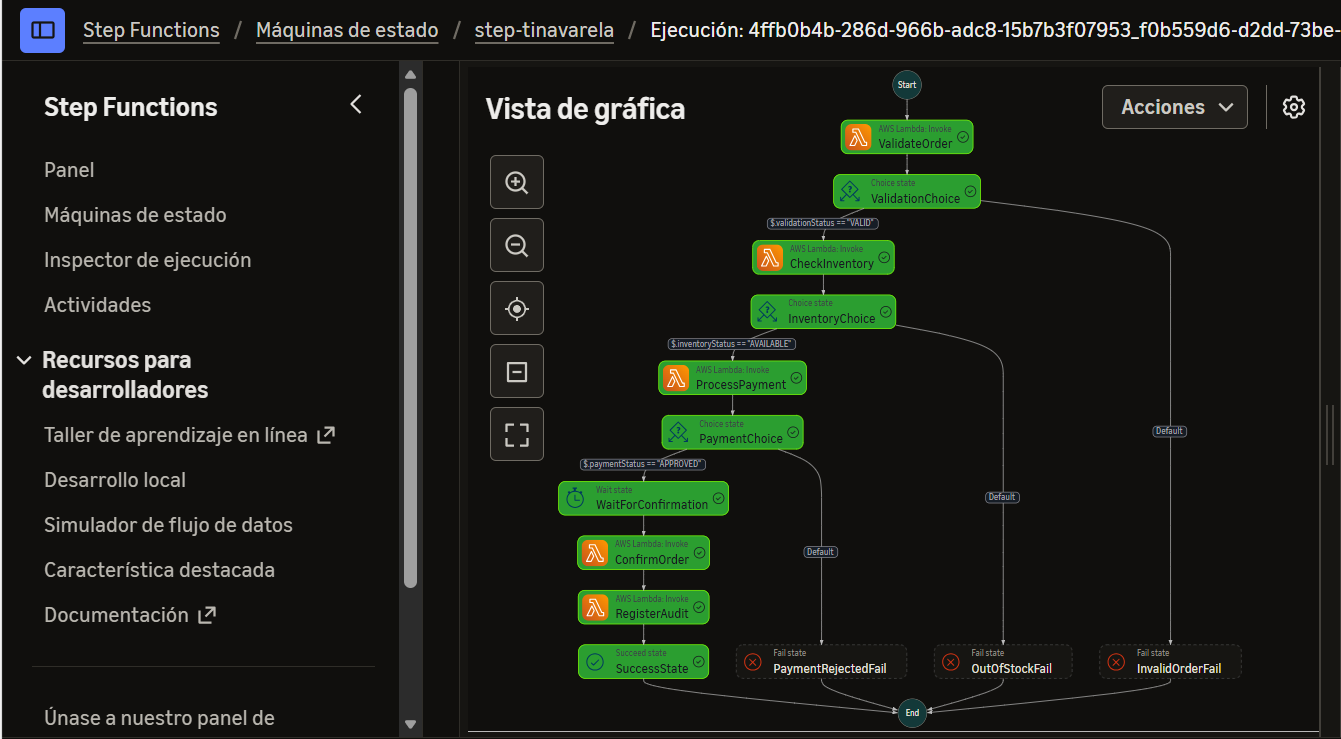 Step Functions / Máquinas de estado / step-tinavarela / Ejecución: 4ffb0b4b-286d-966b-adc8-15b7b3f07953_f0b559d6-d2dd-73be-
Step Functions
Panel
Máquinas de estado
Inspector de ejecución
Actividades
Recursos para
desarrolladores
Taller de aprendizaje en línea
Desarrollo local
Simulador de flujo de datos
Característica destacada
Documentación
Únase a nuestro panel de
Vista de gráfica
Acciones
Start
AWS Lambda: Invoke
ValidateOrder
Choice state
ValidationChoice
$.validationStatus == "VALID"
AWS Lambda: Invoke
CheckInventory
Choice state
InventoryChoice
$.inventoryStatus == "AVAILABLE"
AWS Lambda: Invoke
ProcessPayment
Choice state
PaymentChoice
Default
$.paymentStatus == "APPROVED"
Wait state
WaitForConfirmation
Default
AWS Lambda: Invoke
ConfirmOrder
Default
AWS Lambda: Invoke
RegisterAudit
Succeed state
SuccessState
Fail state
PaymentRejectedFail
Fail state
OutOfStockFail
Fail state
InvalidOrderFail
End